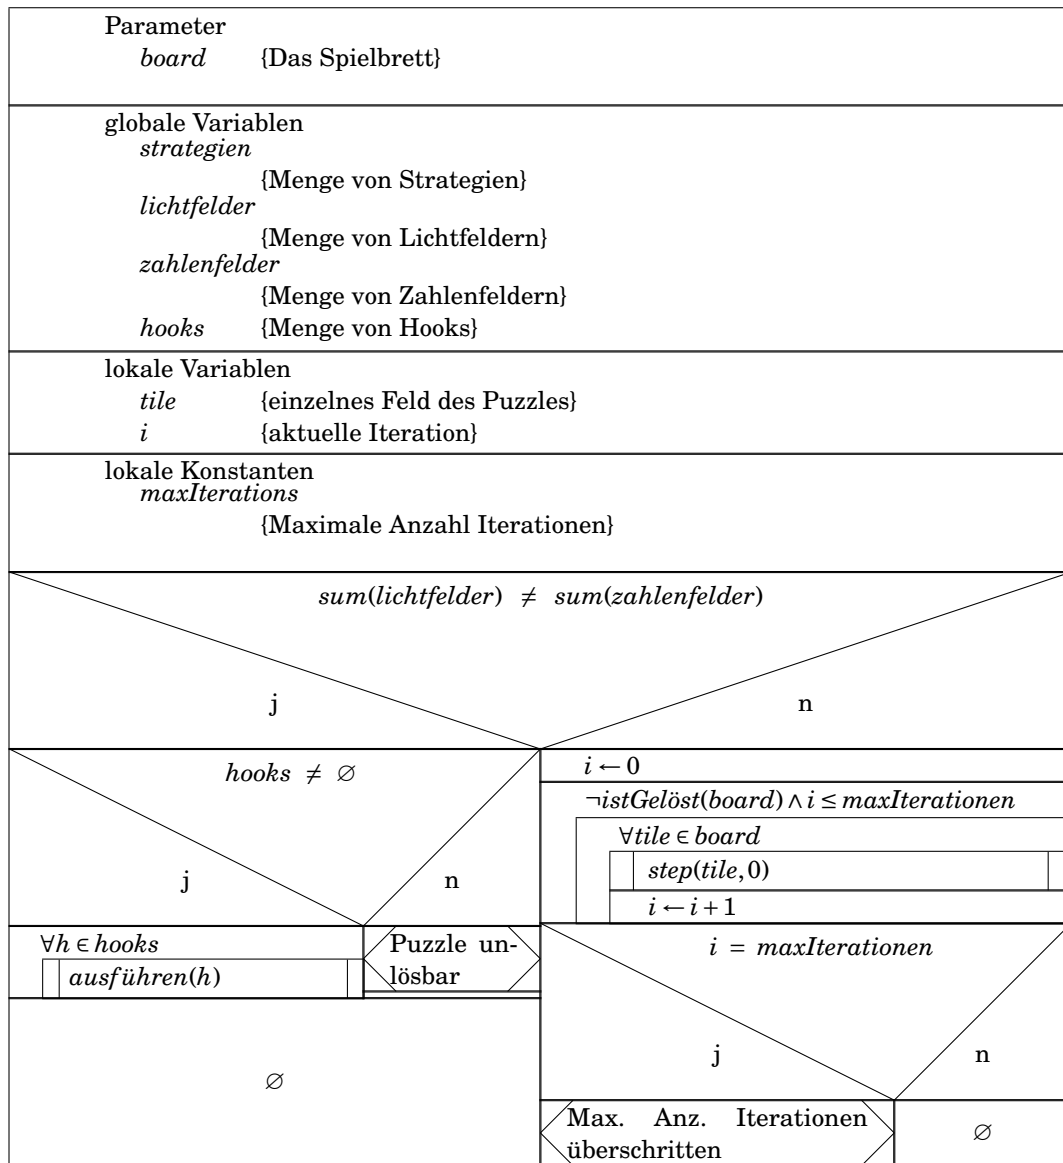 Parameter
board {Das Spielbrett}
globale Variablen
strategien
{Menge von Strategien}
lichtfelder
{Menge von Lichtfeldern}
zahlenfelder
{Menge von Zahlenfeldern}
hooks {Menge von Hooks}
lokale Variablen
tile {einzelnes Feld des Puzzles}
i {aktuelle Iteration}
lokale Konstanten
maxIterations
{Maximale Anzahl Iterationen}
sum(lichtfelder) ≠ sum(zahlenfelder)
j
n
hooks ≠ ∅
j
n
∀h ∈ hooks
ausführen(h)
Puzzle un-
lösbar
∅
i ← 0
¬istGelöst(board) ∧ i ≤ maxIterationen
∀tile ∈ board
step(tile,0)
i ← i + 1
i = maxIterationen
j
n
Max. Anz. Iterationen
überschritten
∅